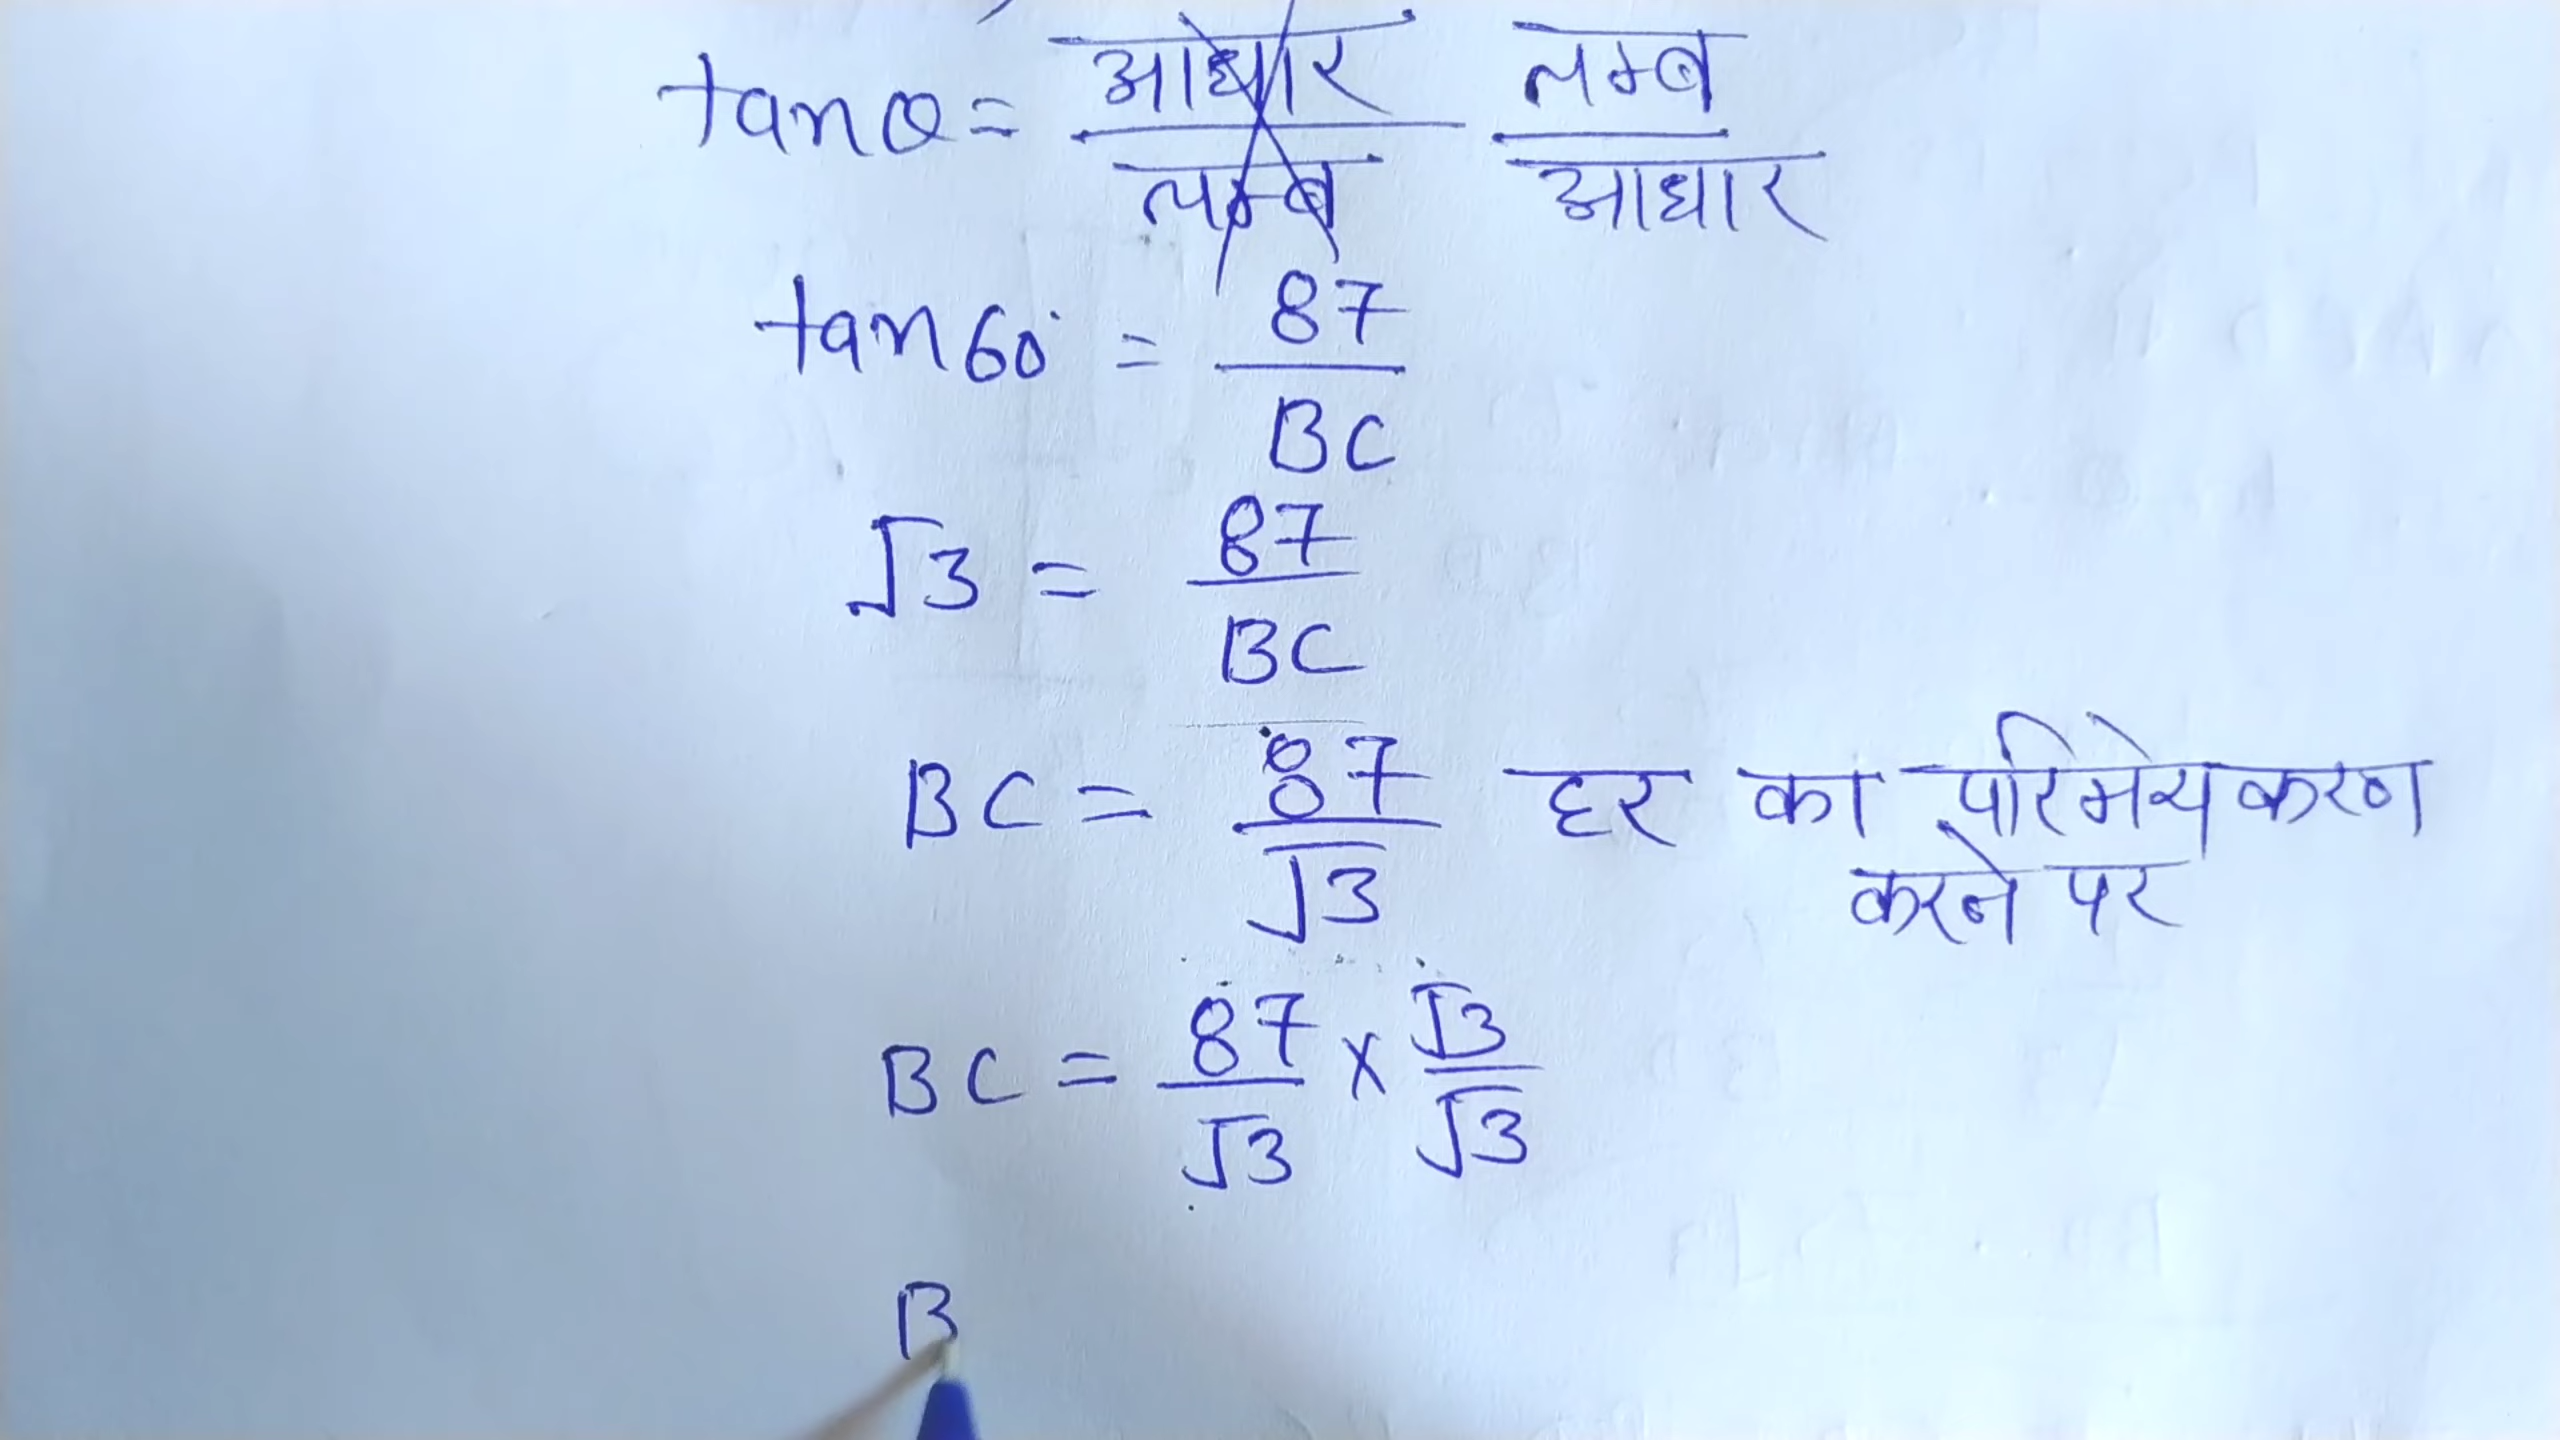 tanθ = आधार/लम्ब लम्ब/आधार
tan60° = 87/BC
√3 = 87/BC
BC = 87/√3 हर का परिमेयकरण
करने पर
BC = 87/√3 × √3/√3
B